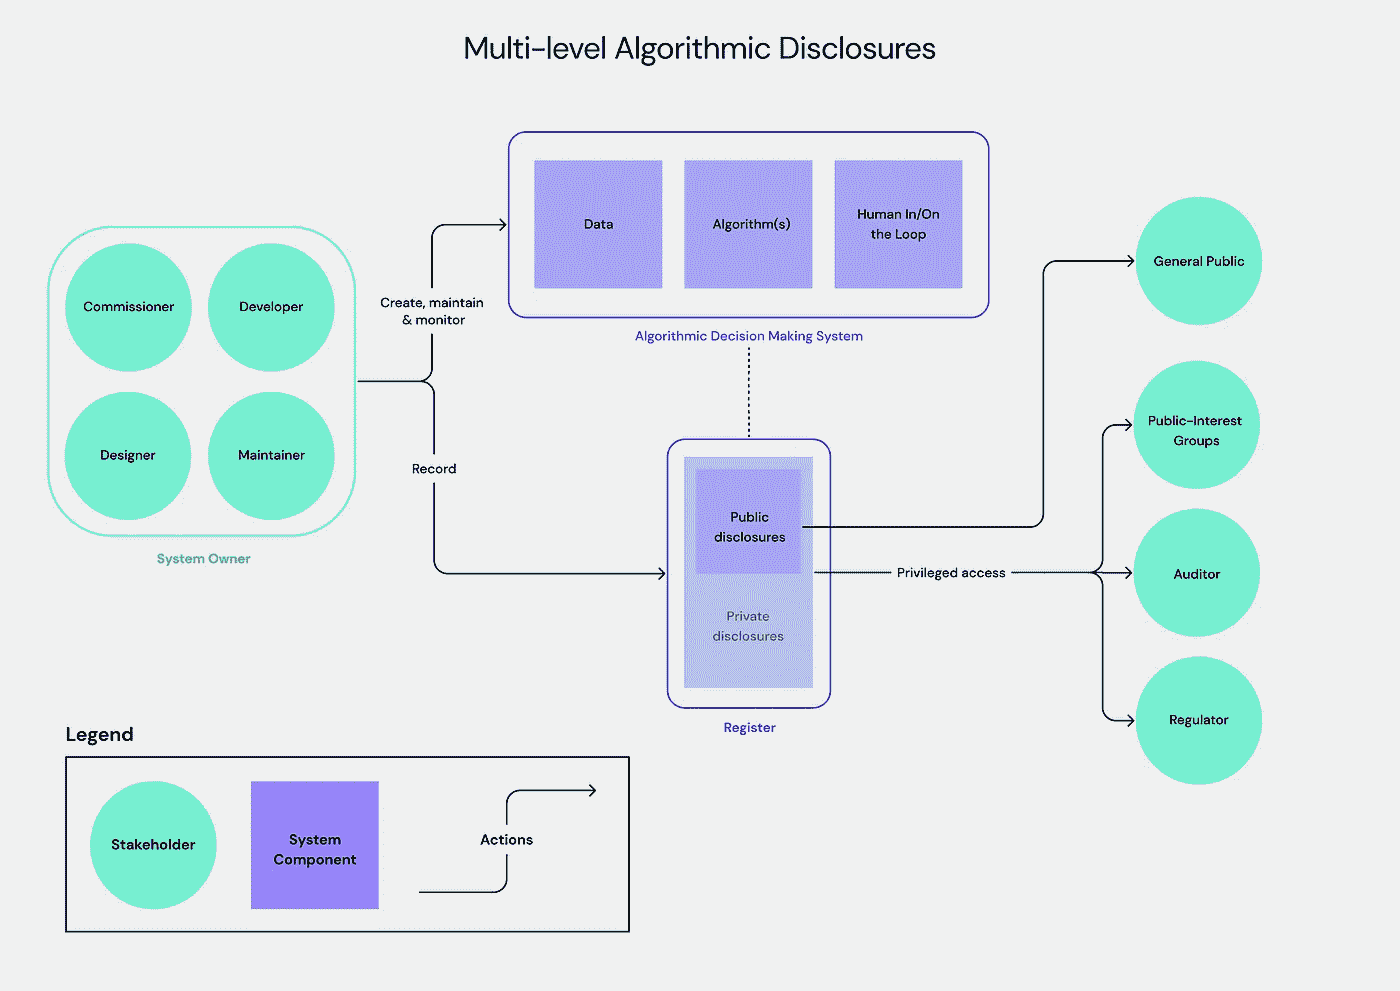 Multi-level Algorithmic Disclosures
Commissioner
Developer
Designer
Maintainer
System Owner
Create, maintain
& monitor
Record
Data
Algorithm(s)
Human In/On
the Loop
Algorithmic Decision Making System
Public
disclosures
Private
disclosures
Register
Privileged access
General Public
Public-Interest
Groups
Auditor
Regulator
Legend
Stakeholder
System
Component
Actions